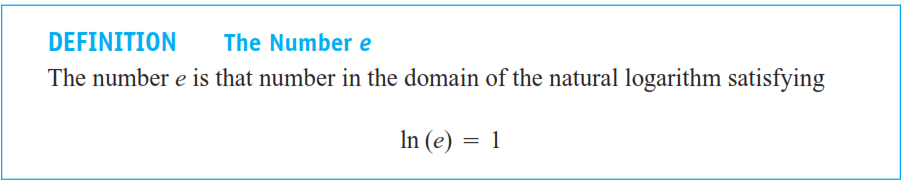 DEFINITION The Number e
The number e is that number in the domain of the natural logarithm satisfying
ln (e) = 1